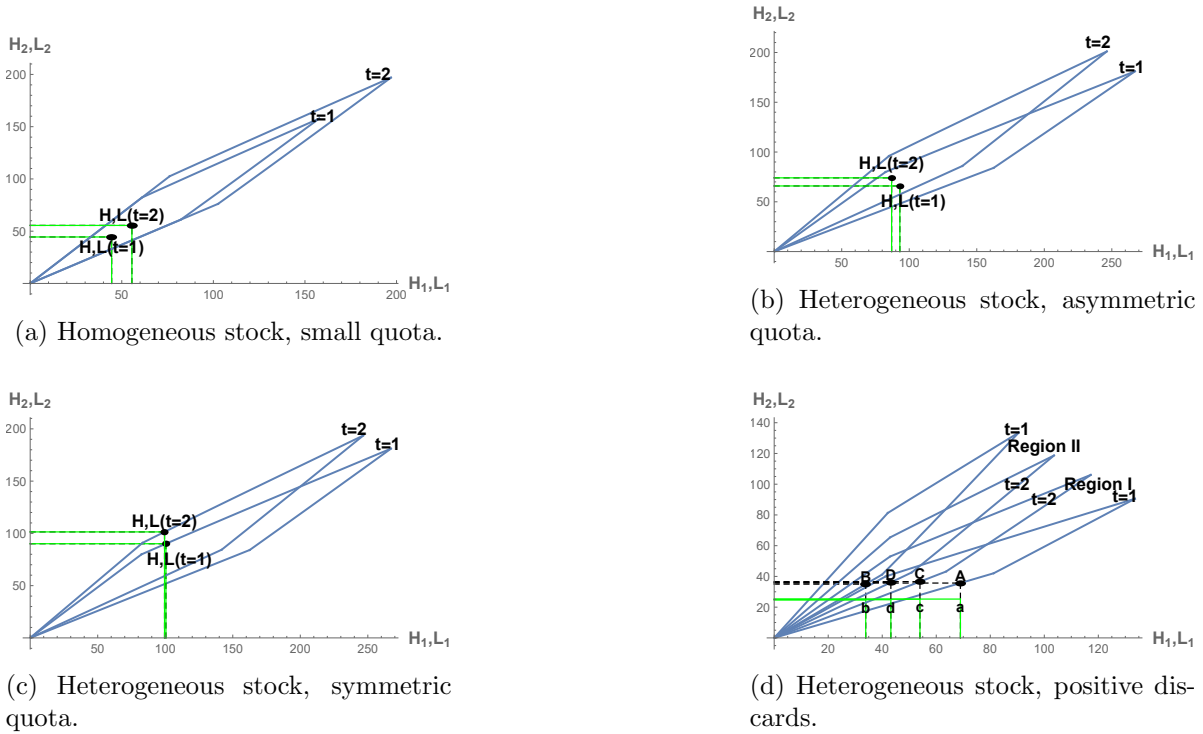 H₂,L₂
200
150
100
50
50
100
150
200
H₁,L₁
t=2
t=1
H,L(t=2)
H,L(t=1)
(a) Homogeneous stock, small quota.
H₂,L₂
200
150
100
50
50
100
150
200
250
H₁,L₁
t=2
t=1
H,L(t=2)
H,L(t=1)
(b) Heterogeneous stock, asymmetric
quota.
H₂,L₂
200
150
100
50
50
100
150
200
250
H₁,L₁
t=2
t=1
H,L(t=2)
H,L(t=1)
(c) Heterogeneous stock, symmetric
quota.
H₂,L₂
140
120
100
80
60
40
20
20
40
60
80
100
120
H₁,L₁
t=1
Region II
t=2
Region I
t=2
t=1
B
D
C
A
b
d
c
a
(d) Heterogeneous stock, positive dis-
cards.